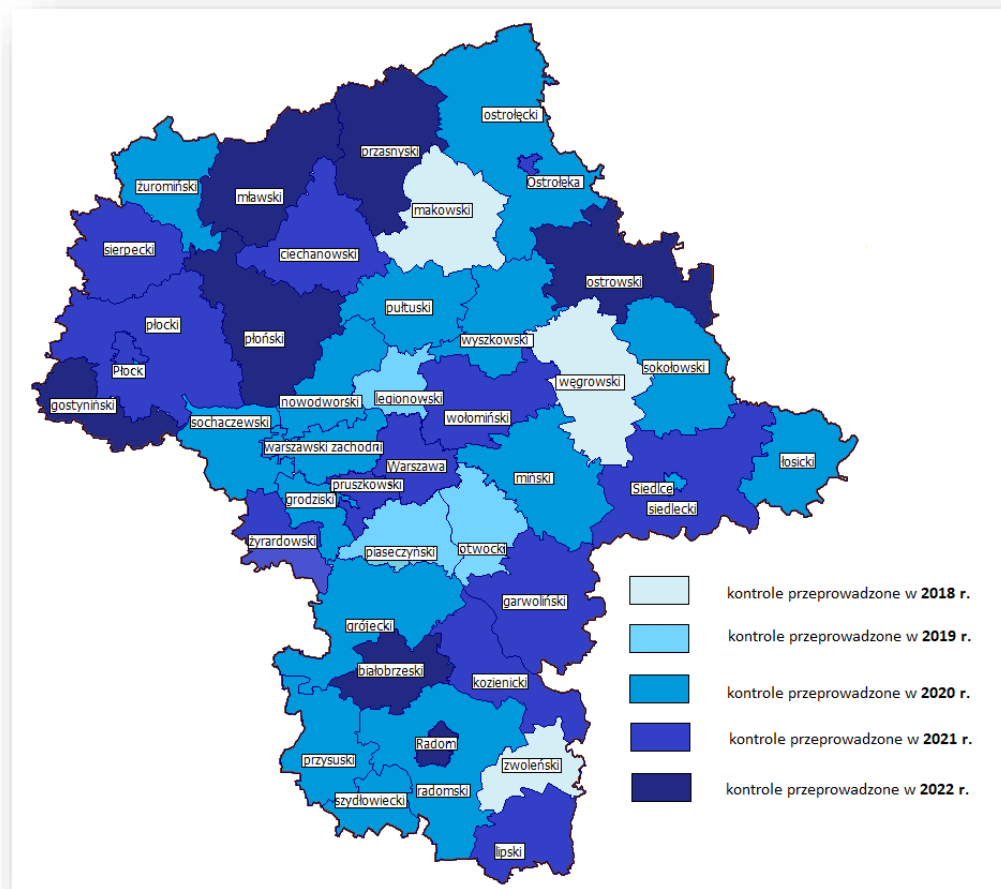 ostrołęcki
przasnyski
Ostrołęka
żuromiński
mławski
makowski
sierpecki
ciechanowski
ostrowski
płocki
pułtuski
płoński
wyszkowski
Płock
sokołowski
węgrowski
gostyniński
nowodworski
legionowski
sochaczewski
wołomiński
warszawski zachodni
Warszawa
łosicki
miński
pruszkowski
Siedlce
grodziski
siedlecki
żyrardowski
piaseczyński
otwocki
garwoliński
kontrole przeprowadzone w 2018 r.
grójecki
kontrole przeprowadzone w 2019 r.
białobrzeski
kozienicki
kontrole przeprowadzone w 2020 r.
Radom
kontrole przeprowadzone w 2021 r.
przysuski
zwoleński
szydłowiecki
radomski
kontrole przeprowadzone w 2022 r.
lipski